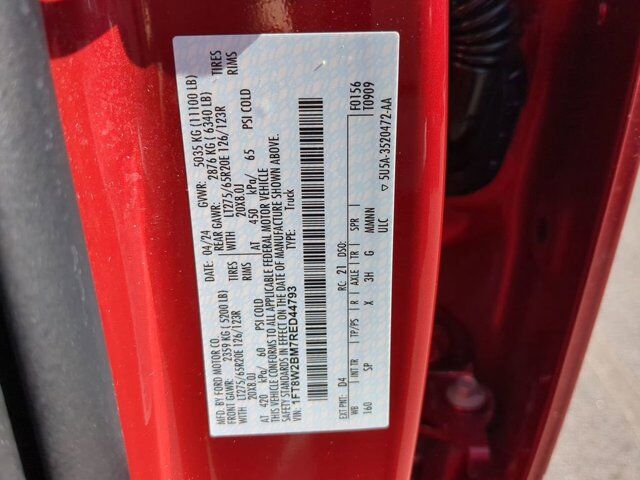 MFD. BY FORD MOTOR CO. DATE: 04/24 GVWR: 5035 KG (11100 LB)
FRONT GAWR: 2359 KG (5200 LB) REAR GAWR: 2876 KG (6340 LB)
WITH LT275/65R20E 126/123R TIRES WITH LT275/65R20E 126/123R TIRES
20X8.0J RIMS 20X8.0J RIMS
AT 420 kPa/ 60 PSI COLD AT 450 kPa/ 65 PSI COLD
THIS VEHICLE CONFORMS TO ALL APPLICABLE FEDERAL MOTOR VEHICLE
SAFETY STANDARDS IN EFFECT ON THE DATE OF MANUFACTURE SHOWN ABOVE.
VIN: 1FT8W2BM7RED44793 TYPE: Truck
F0156
T0909
EXT PNT: D4 RC: 21 DSO:
WB INT TR TP/PS R AXLE TR SPR
160 SP X 3H G MMNNN
ULC 5U5A-3520472-AA